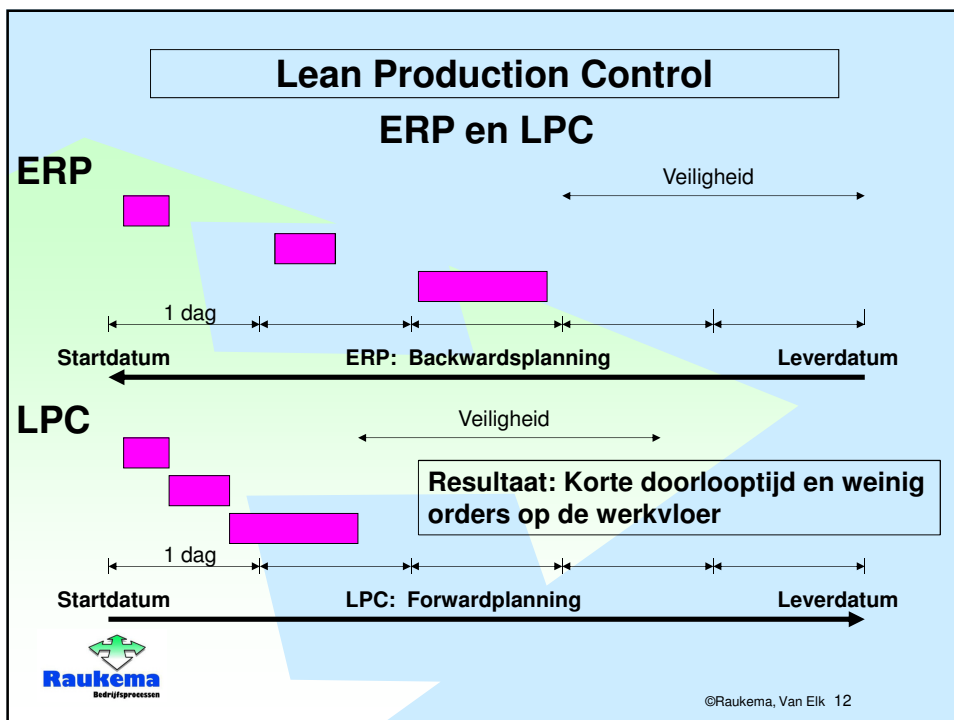 Lean Production Control
ERP en LPC
ERP
Veiligheid
1 dag
Startdatum
ERP: Backwardsplanning
Leverdatum
LPC
Veiligheid
Resultaat: Korte doorlooptijd en weinig
orders op de werkvloer
1 dag
Startdatum
LPC: Forwardplanning
Leverdatum
Raukema
Bedrijfsprocessen
©Raukema, Van Elk 12